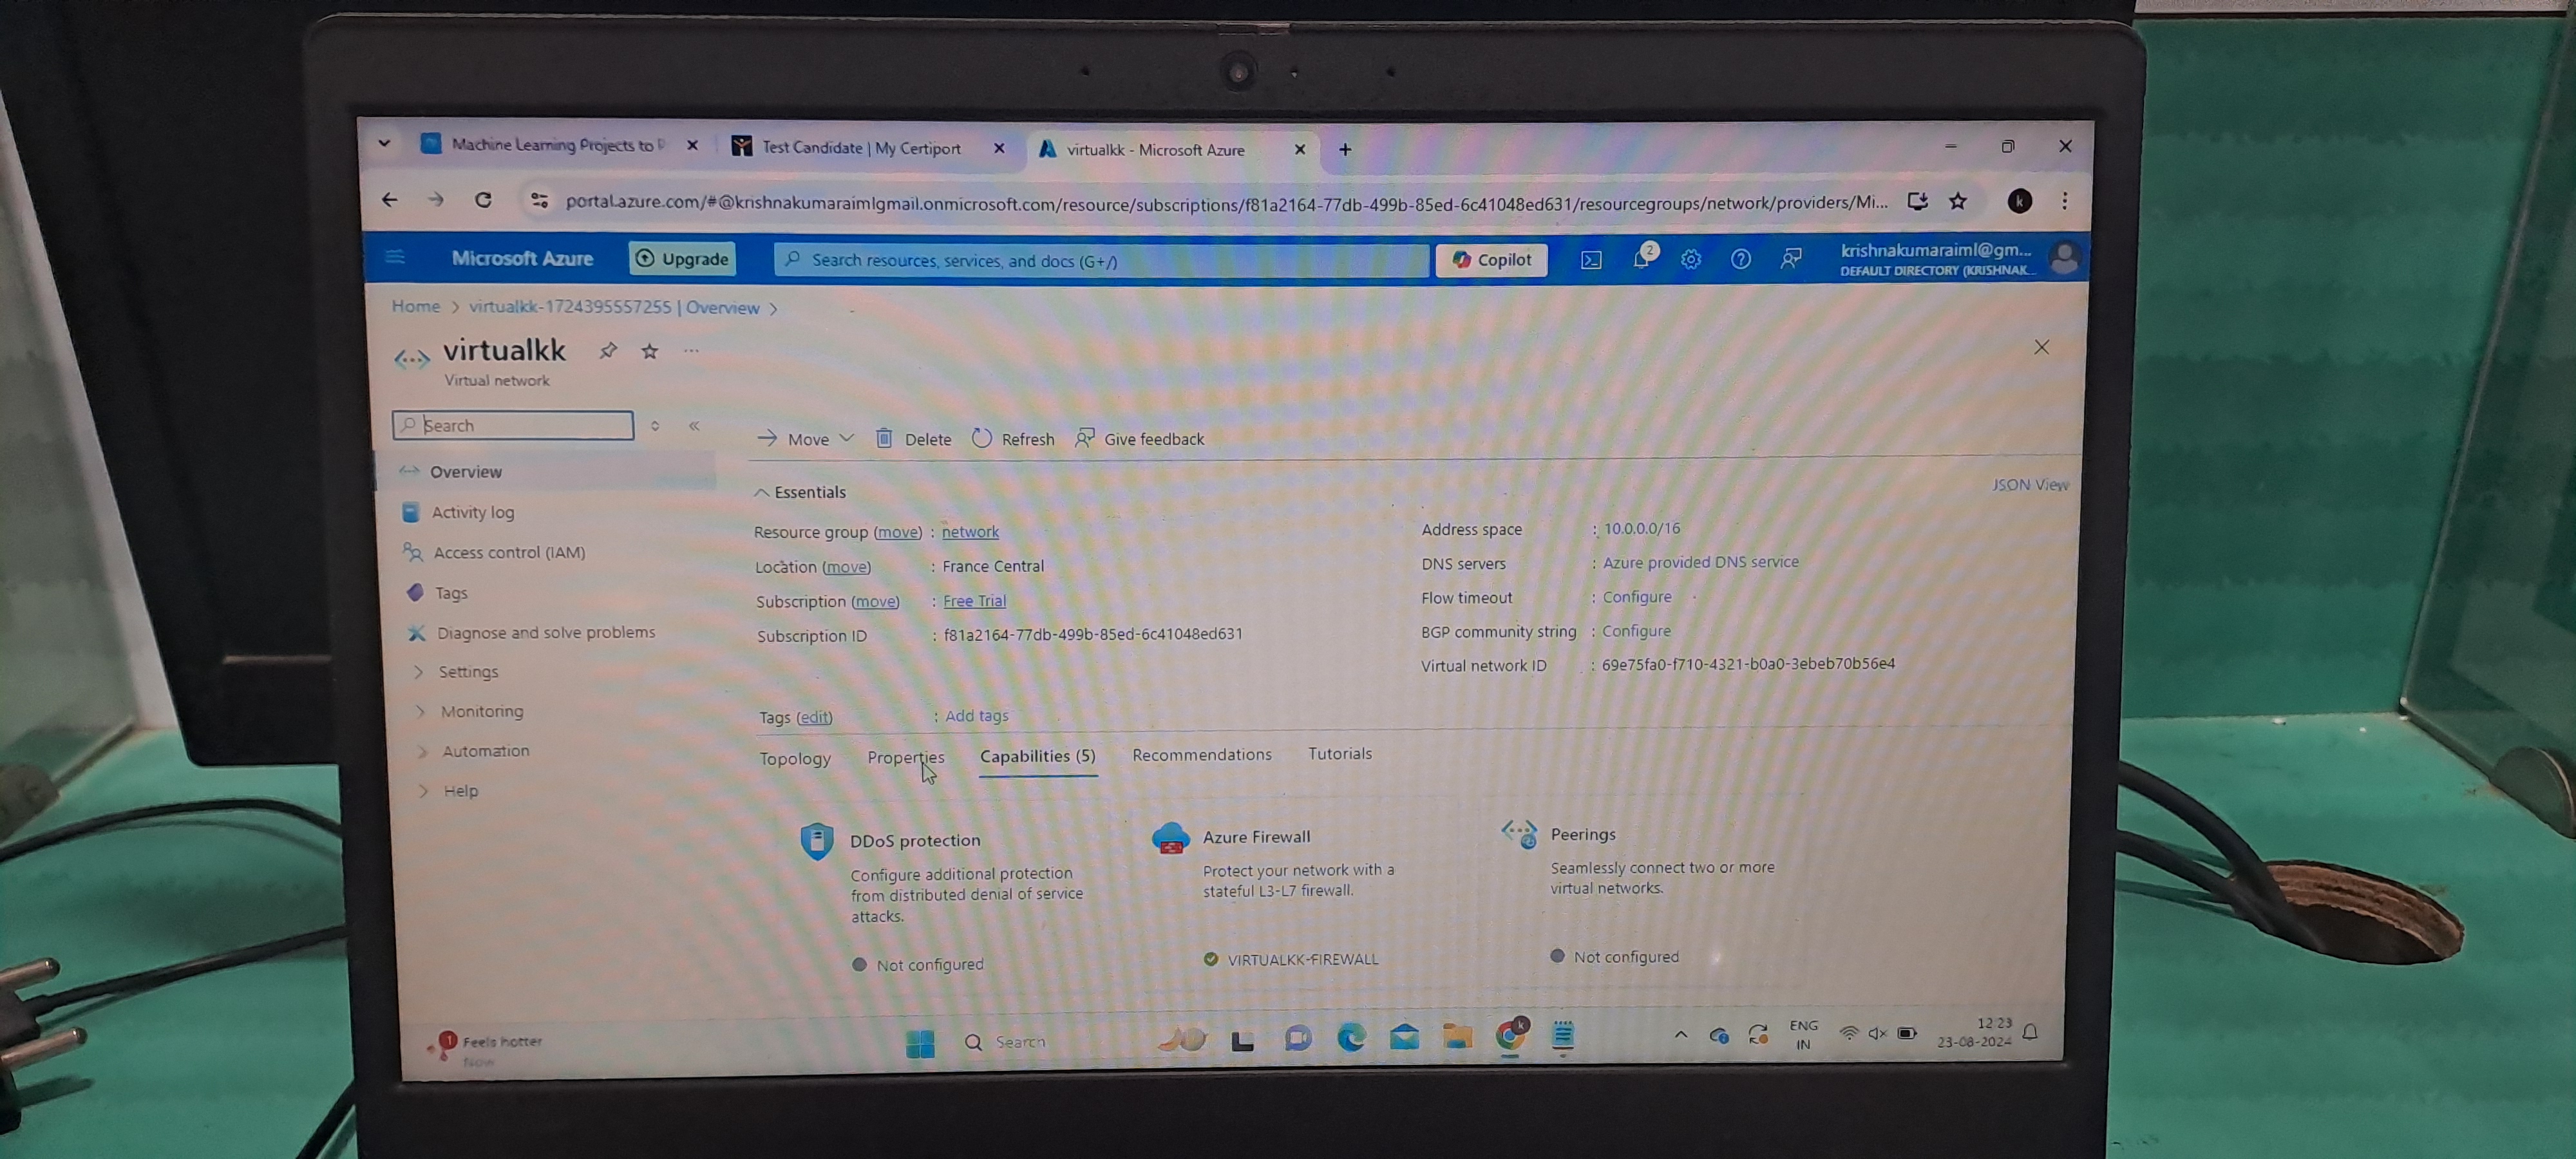 Machine Learning Projects to
Test Candidate | My Certiport
virtualkk - Microsoft Azure
portal.azure.com/#@krishnakumaraimlgmail.onmicrosoft.com/resource/subscriptions/f81a2164-77db-499b-85ed-6c41048ed631/resourcegroups/network/providers/Mi...
k
Microsoft Azure
Upgrade
Search resources, services, and docs (G+/)
Copilot
2
krishnakumaraiml@gm...
DEFAULT DIRECTORY (KRISHNAK...
Home > virtualkk-1724395557255 | Overview >
virtualkk
...
Virtual network
Search
Overview
Activity log
Access control (IAM)
Tags
Diagnose and solve problems
Settings
Monitoring
Automation
Help
Move
Delete
Refresh
Give feedback
Essentials
JSON View
Resource group (move) : network
Location (move) : France Central
Subscription (move) : Free Trial
Subscription ID : f81a2164-77db-499b-85ed-6c41048ed631
Address space : 10.0.0.0/16
DNS servers : Azure provided DNS service
Flow timeout : Configure
BGP community string : Configure
Virtual network ID : 69e75fa0-f710-4321-b0a0-3ebeb70b56e4
Tags (edit) : Add tags
Topology
Properties
Capabilities (5)
Recommendations
Tutorials
DDoS protection
Configure additional protection
from distributed denial of service
attacks.
Not configured
Azure Firewall
Protect your network with a
stateful L3-L7 firewall.
VIRTUALKK-FIREWALL
Peerings
Seamlessly connect two or more
virtual networks.
Not configured
1
Feels hotter
Now
Search
k
ENG
IN
12:23
23-08-2024